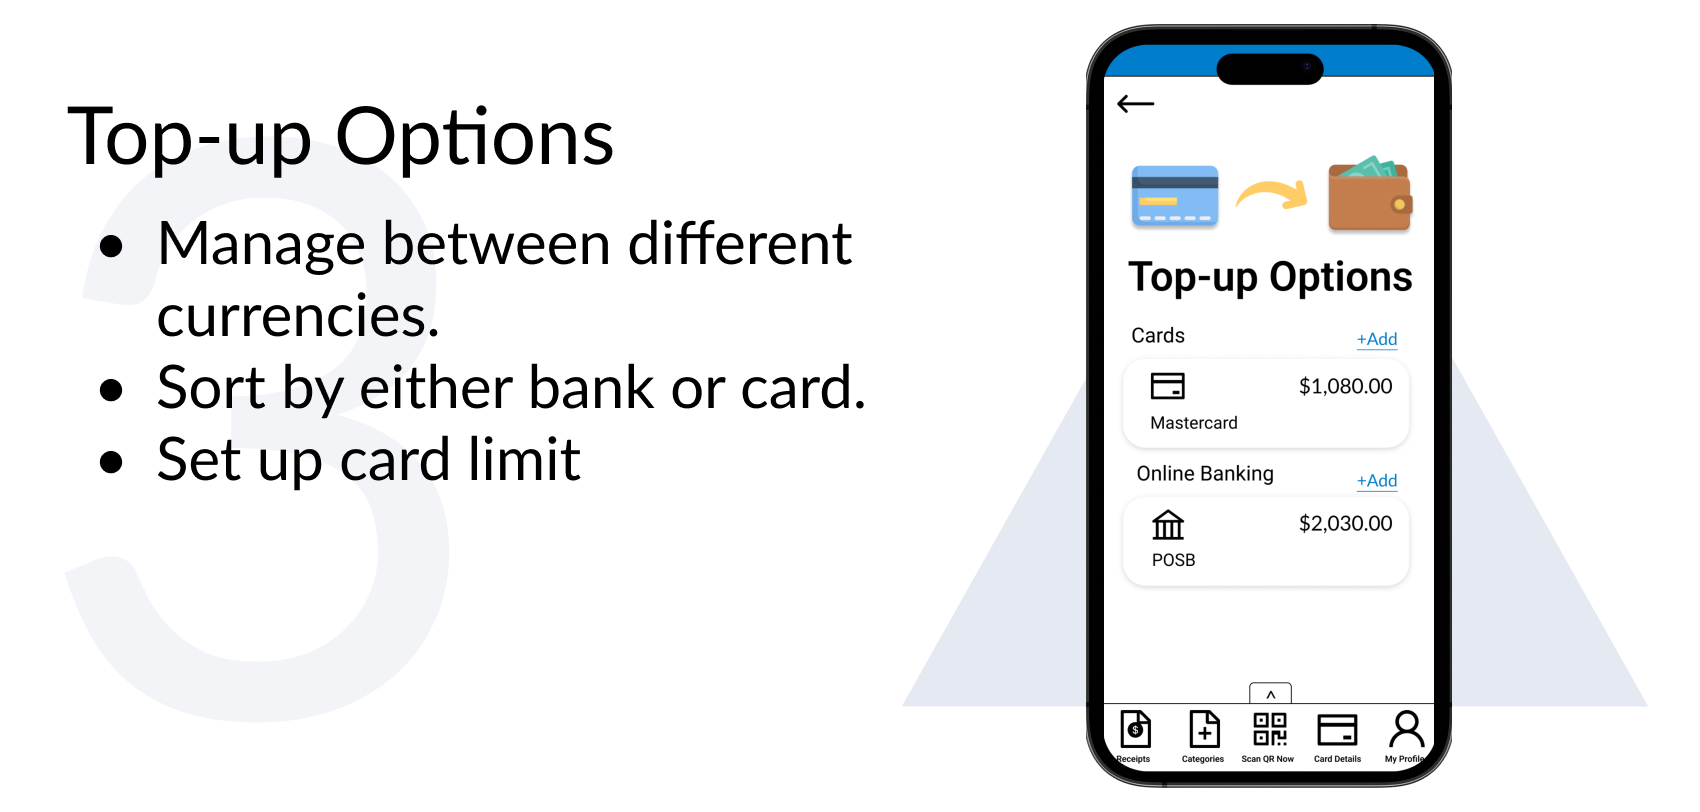 3
Top-up Options
● Manage between different
currencies.
● Sort by either bank or card.
● Set up card limit
Top-up Options
Cards
+Add
$1,080.00
Mastercard
Online Banking
+Add
$2,030.00
POSB
^
Receipts
Categories
Scan QR Now
Card Details
My Profile